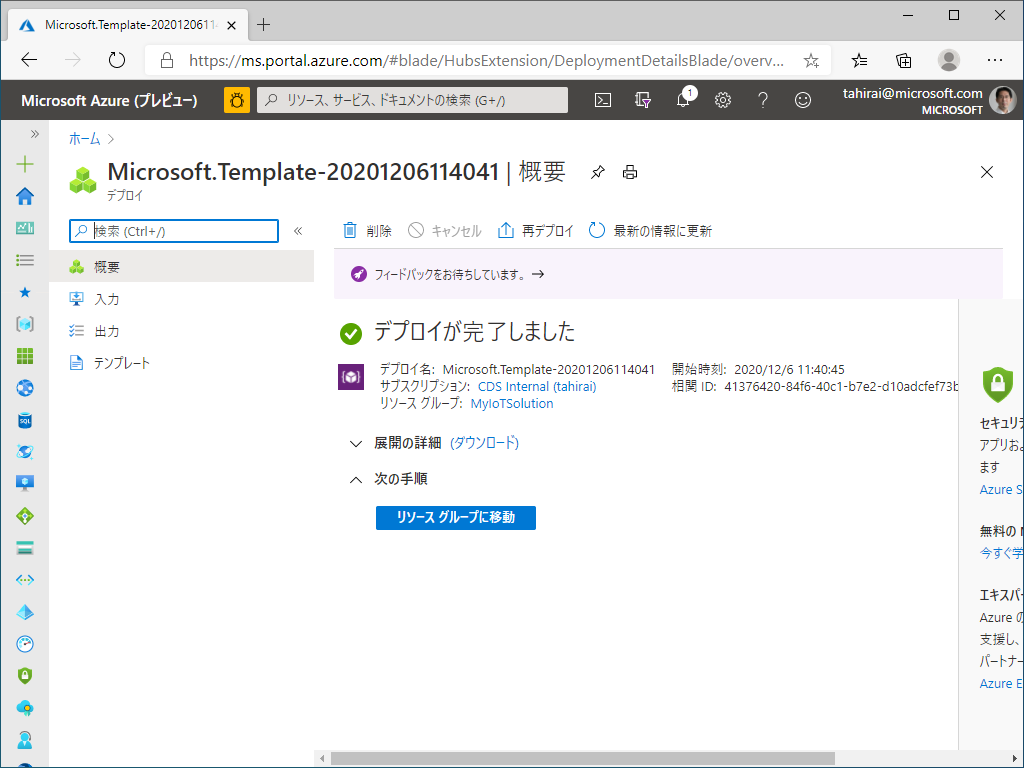 Microsoft.Template-2020120611
https://ms.portal.azure.com/#blade/HubsExtension/DeploymentDetailsBlade/overv...
Microsoft Azure (プレビュー)
リソース、サービス、ドキュメントの検索 (G+/)
1
tahirai@microsoft.com
MICROSOFT
ホーム
Microsoft.Template-20201206114041 | 概要
デプロイ
検索 (Ctrl+/)
概要
入力
出力
テンプレート
削除
キャンセル
再デプロイ
最新の情報に更新
フィードバックをお待ちしています。 →
デプロイが完了しました
デプロイ名: Microsoft.Template-20201206114041
サブスクリプション: CDS Internal (tahirai)
リソース グループ: MyIoTSolution
開始時刻: 2020/12/6 11:40:45
相関 ID: 41376420-84f6-40c1-b7e2-d10adcfef73b
展開の詳細 (ダウンロード)
次の手順
リソース グループに移動
セキュリテ
アプリおよ
ます
Azure S
無料の
今すぐ学
エキスパー
Azure の
支援し、
パートナー
Azure E
SQL